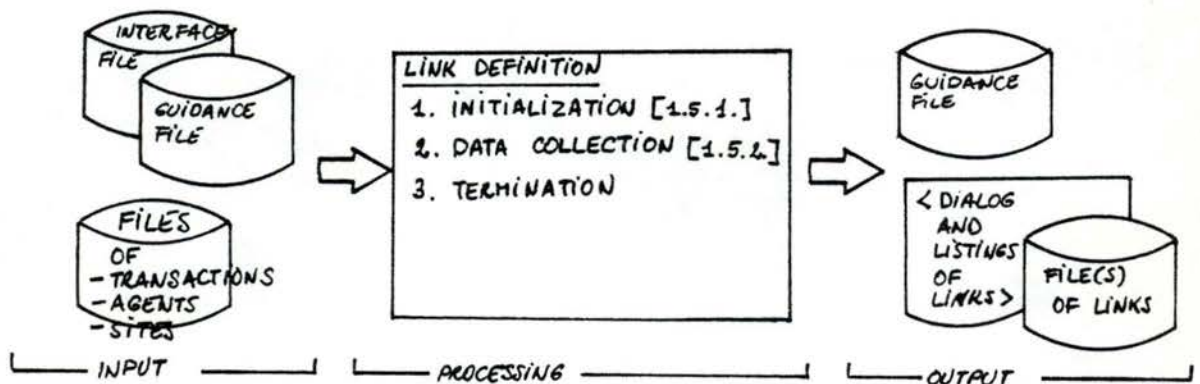 INTERFACE
FILE
GUIDANCE
FILE
FILES
OF
- TRANSACTIONS
- AGENTS
- SITES
INPUT
LINK DEFINITION
1. INITIALIZATION [1.5.1.]
2. DATA COLLECTION [1.5.2.]
3. TERMINATION
PROCESSING
GUIDANCE
FILE
< DIALOG
AND
LISTINGS
OF
LINKS >
FILE(S)
OF LINKS
OUTPUT